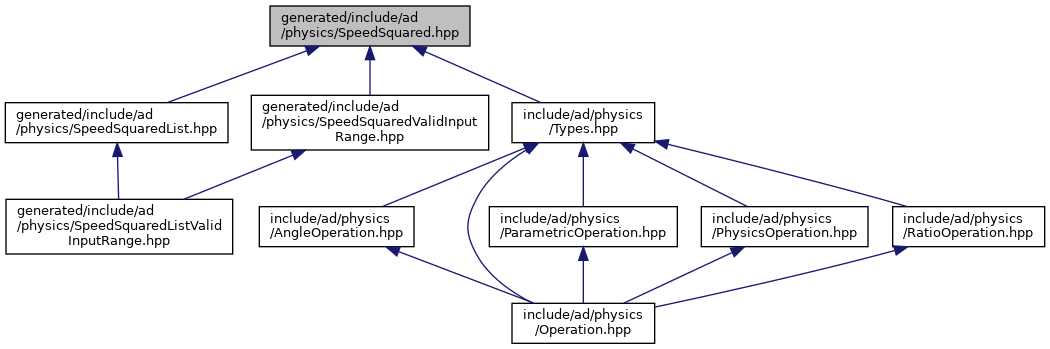 generated/include/ad
/physics/SpeedSquared.hpp
generated/include/ad
/physics/SpeedSquaredList.hpp
generated/include/ad
/physics/SpeedSquaredValidInput
Range.hpp
include/ad/physics
/Types.hpp
generated/include/ad
/physics/SpeedSquaredListValid
InputRange.hpp
include/ad/physics
/AngleOperation.hpp
include/ad/physics
/ParametricOperation.hpp
include/ad/physics
/PhysicsOperation.hpp
include/ad/physics
/RatioOperation.hpp
include/ad/physics
/Operation.hpp